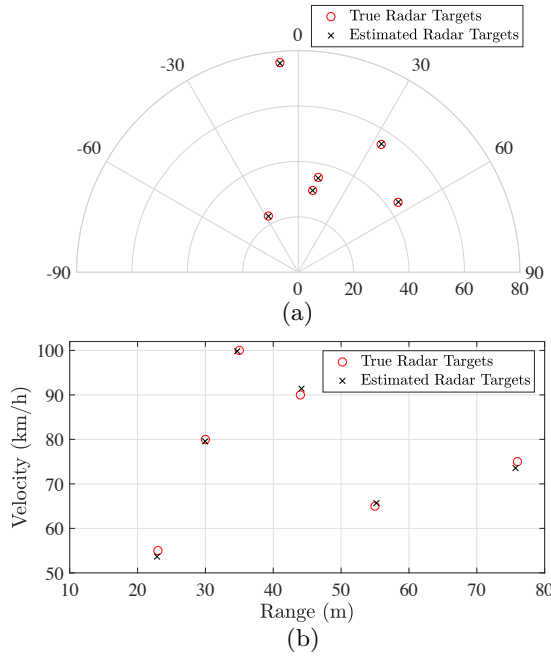 True Radar Targets
Estimated Radar Targets
0
-30 30
-60 60
-90 90
0 20 40 60 80
(a)
100
90
80
70
60
50
True Radar Targets
Estimated Radar Targets
Velocity (km/h)
10 20 30 40 50 60 70 80
Range (m)
(b)